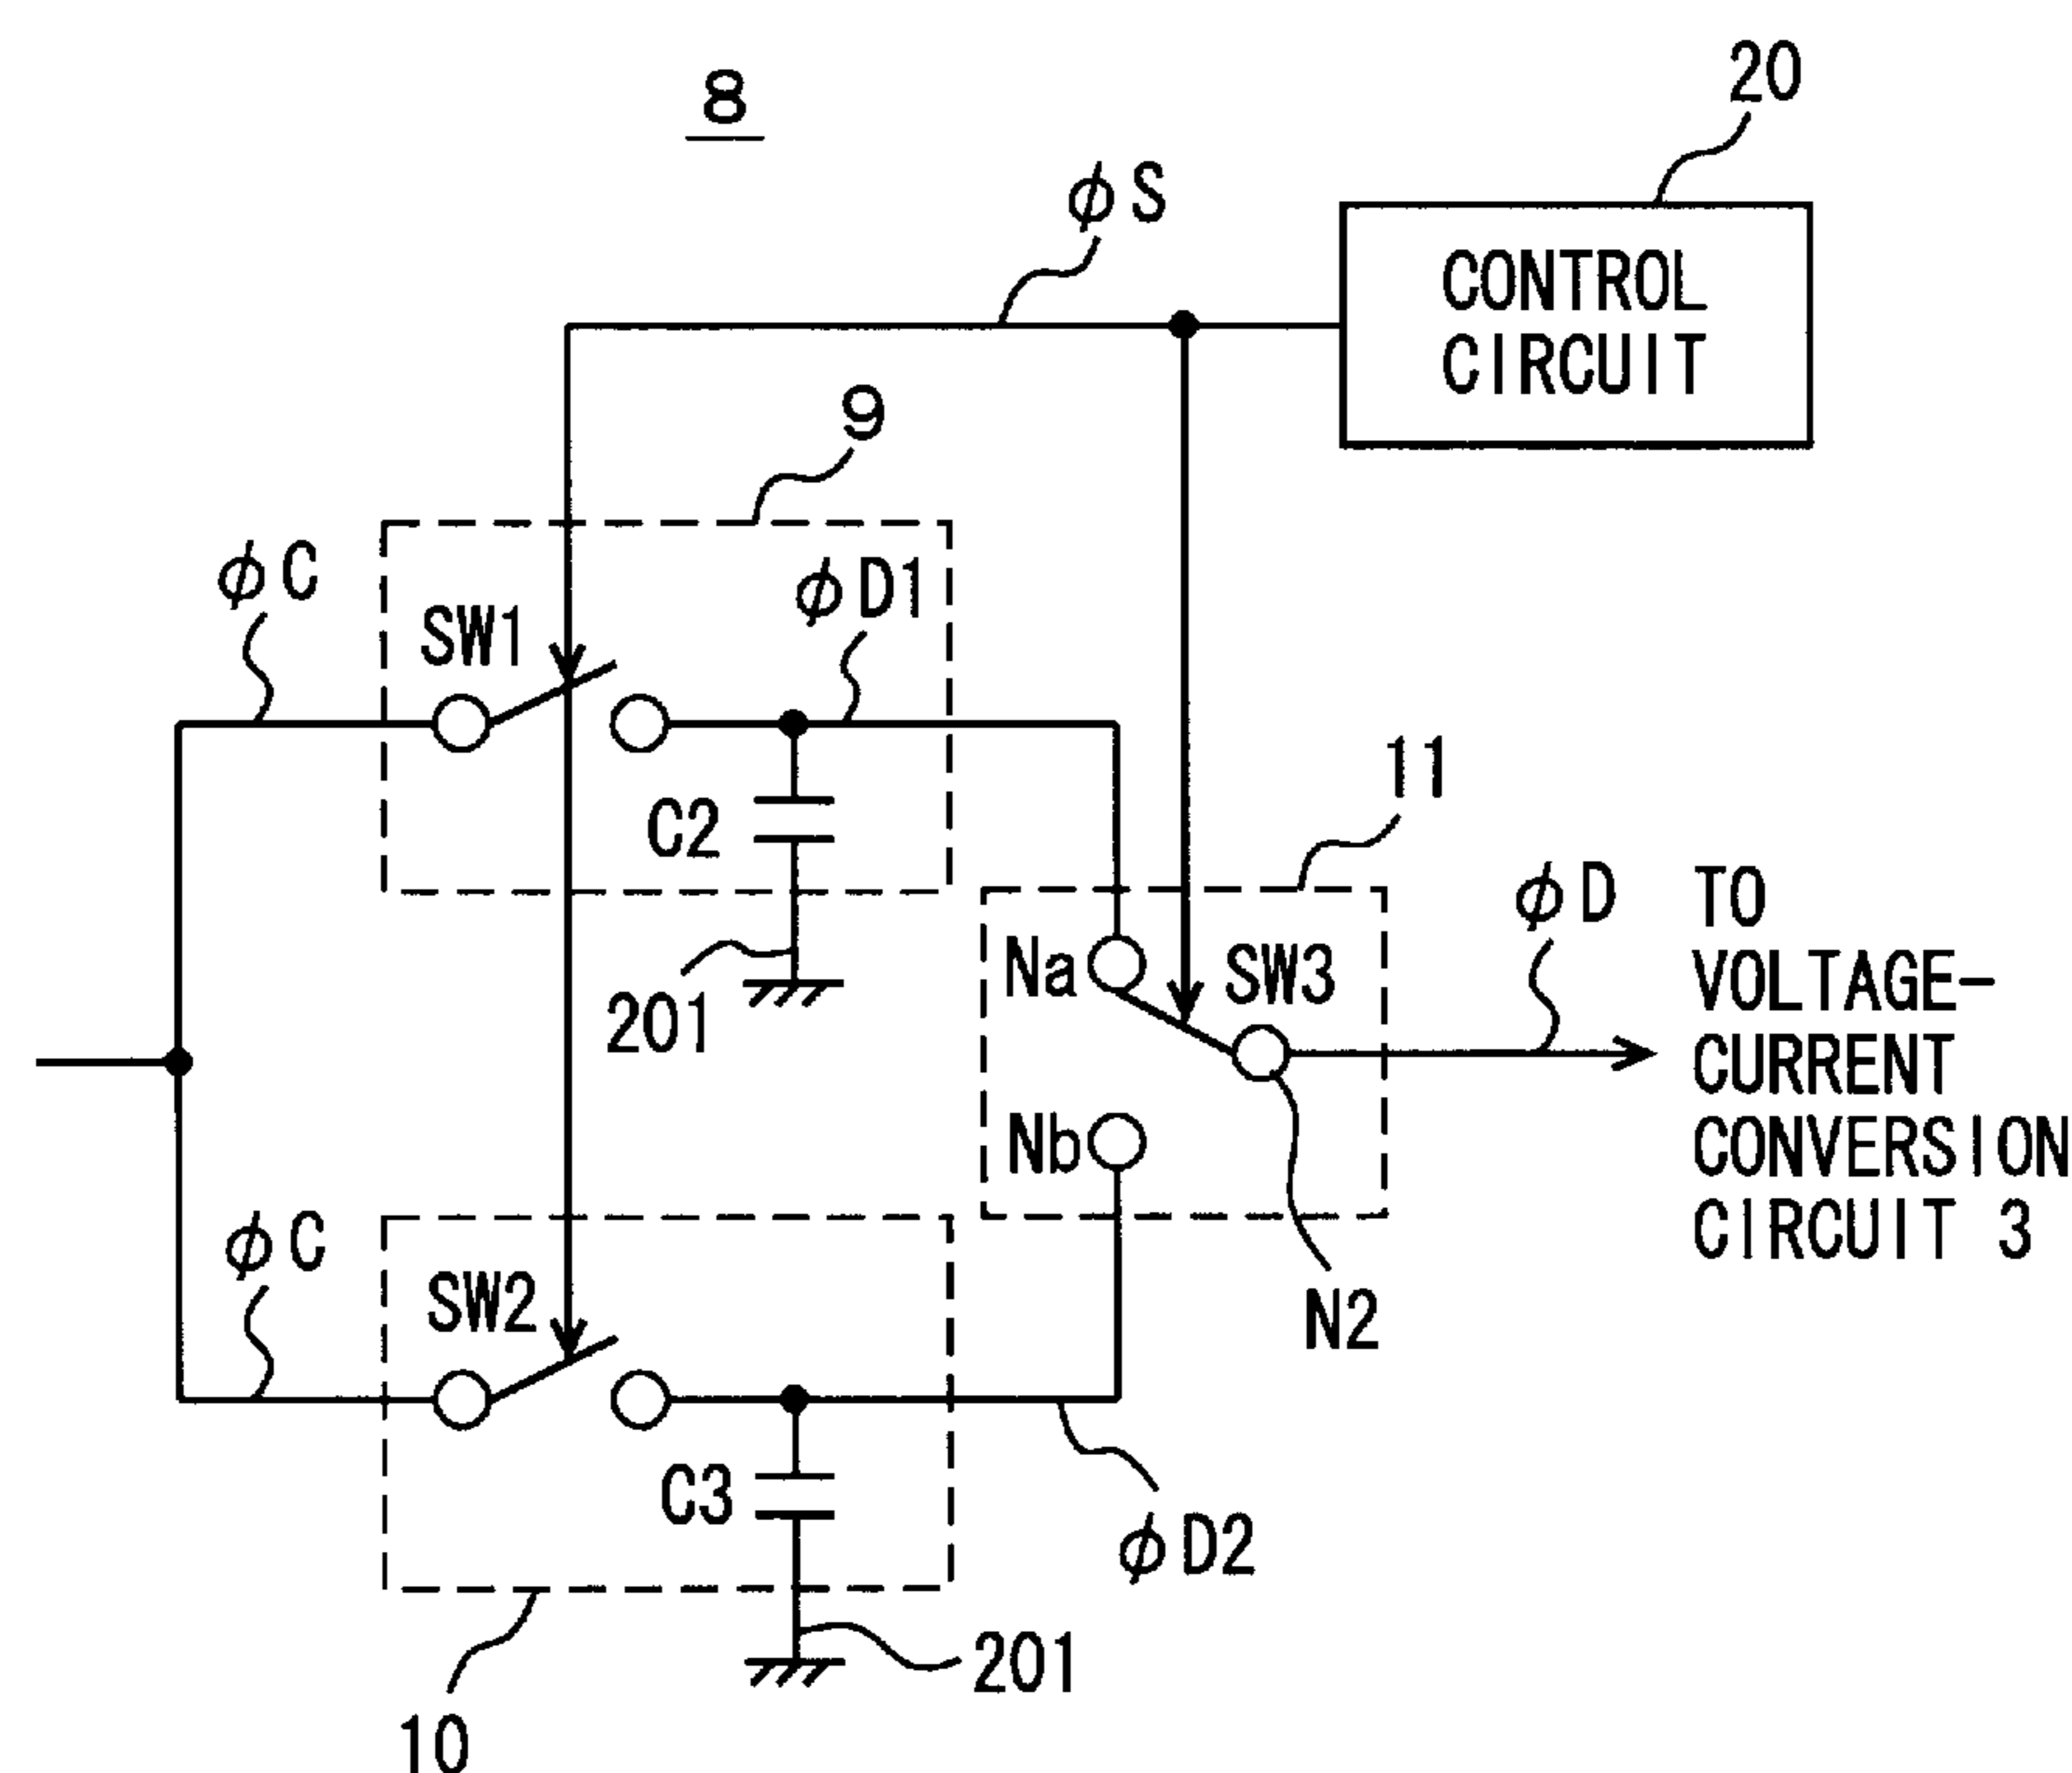 8
20
φS
CONTROL
CIRCUIT
9
φC
φD1
SW1
11
C2
φD
TO
VOLTAGE-
CURRENT
CONVERSION
CIRCUIT 3
Na
SW3
201
Nb
φC
SW2
N2
C3
φD2
201
10